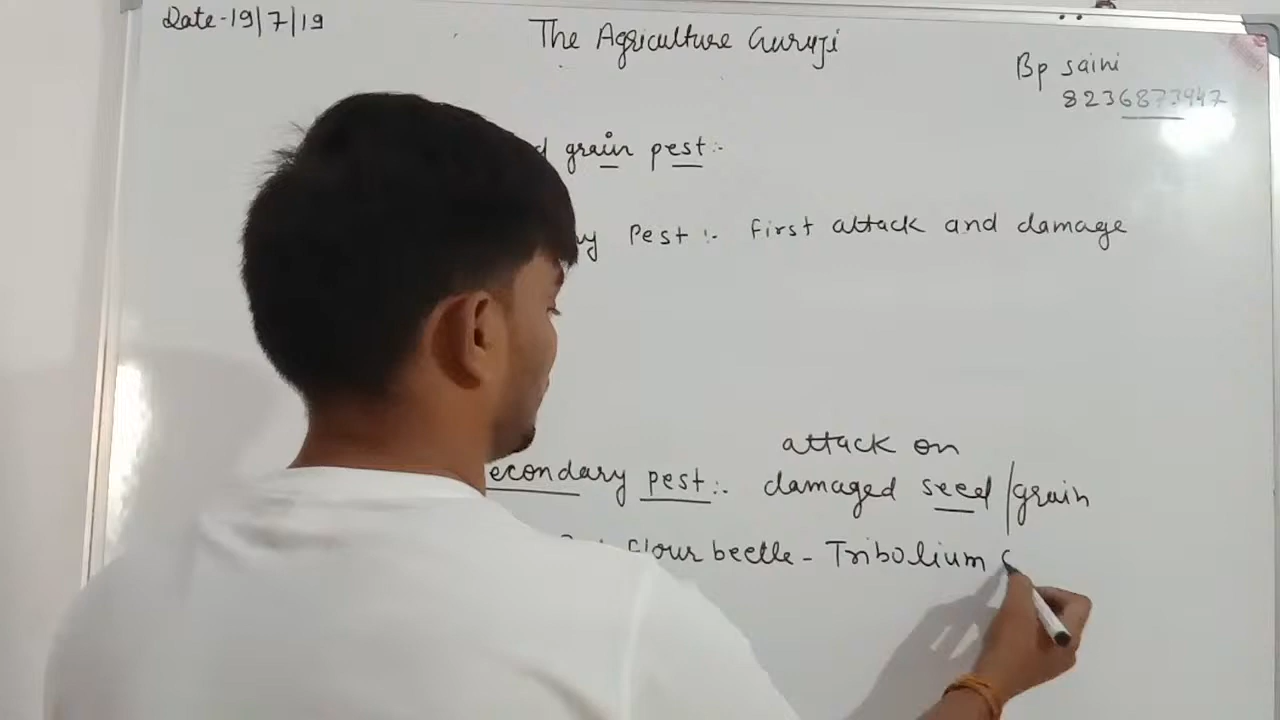 Date-19/7/19
The Agriculture Guruji
Bp saini
8236873947
grain pest:-
Pest :- first attack and damage
attack on
econdary pest:- damaged seed/grain
flour beetle - Tribolium